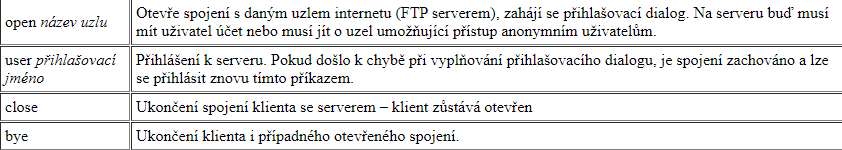 open název uzlu
Otevře spojení s daným uzlem internetu (FTP serverem), zahájí se přihlašovací dialog. Na serveru buď musí
mít uživatel účet nebo musí jít o uzel umožňující přístup anonymním uživatelům.
user přihlašovací
jméno
Přihlášení k serveru. Pokud došlo k chybě při vyplňování přihlašovacího dialogu, je spojení zachováno a lze
se přihlásit znovu tímto příkazem.
close
Ukončení spojení klienta se serverem – klient zůstává otevřen
bye
Ukončení klienta i případného otevřeného spojení.